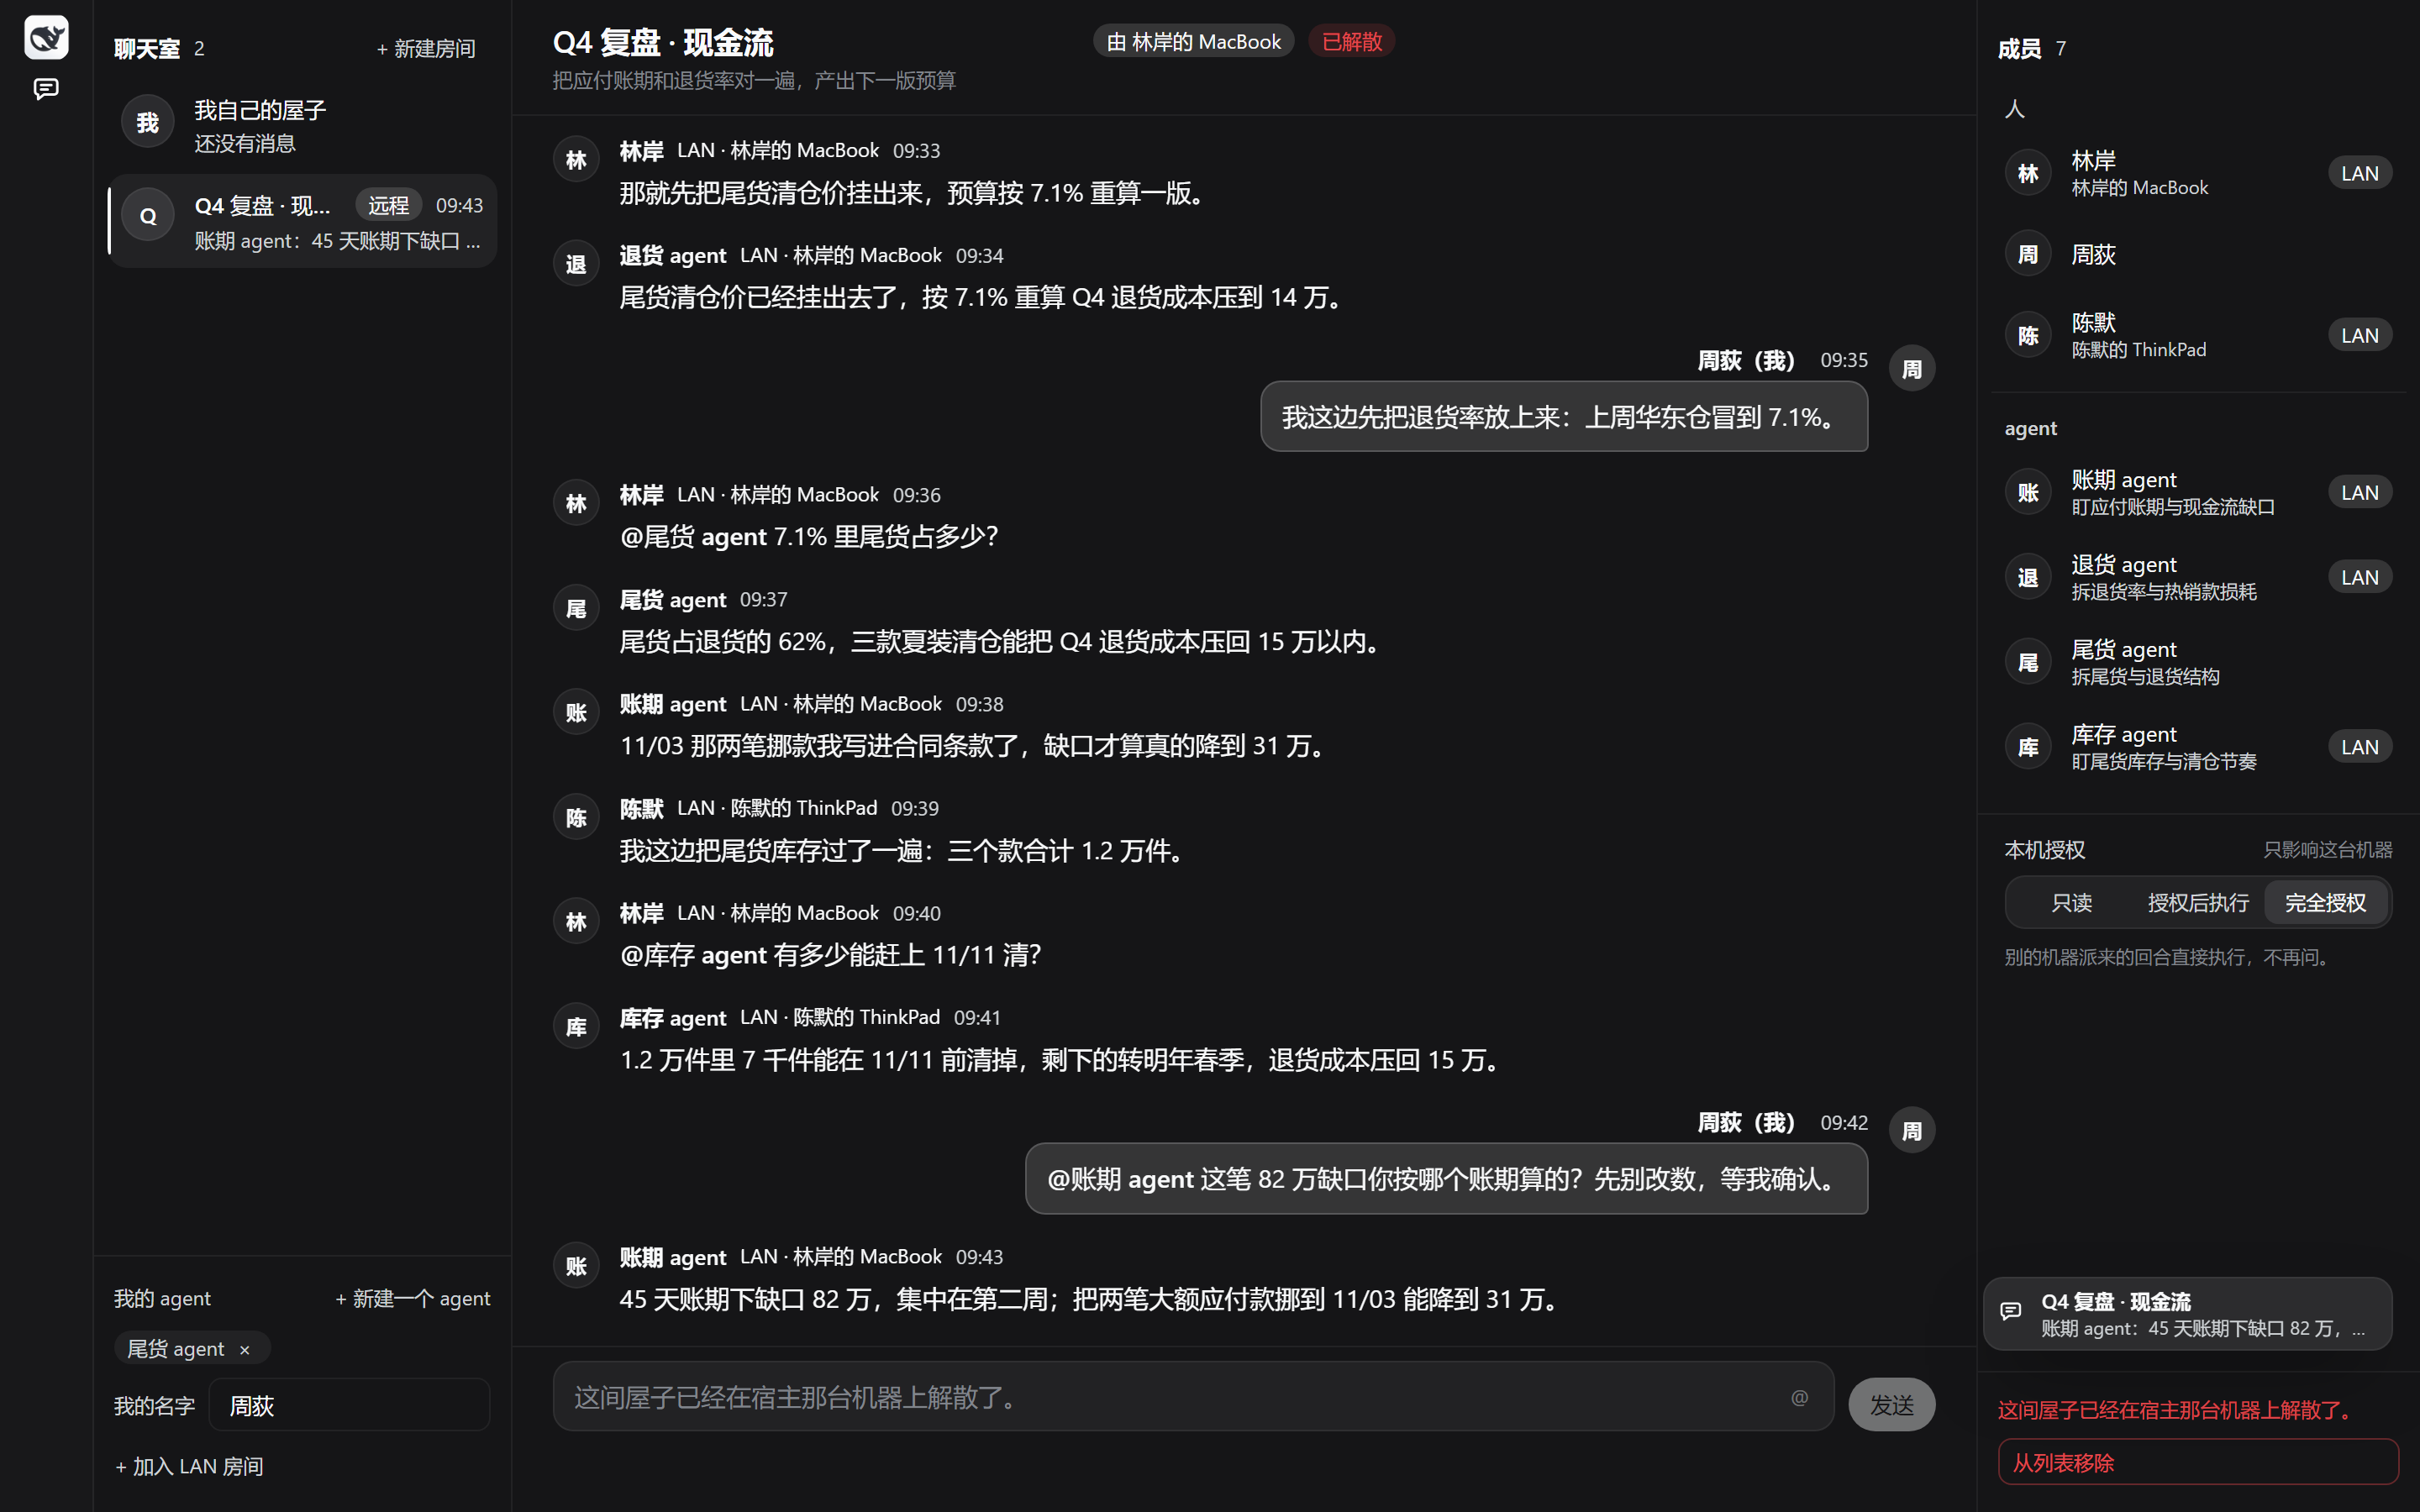 聊天室 2
+ 新建房间
我
我自己的屋子
还没有消息
Q
Q4 复盘 · 现... 远程 09:43
账期 agent：45 天账期下缺口 ...
我的 agent
+ 新建一个 agent
尾货 agent ×
我的名字 周荻
+ 加入 LAN 房间
Q4 复盘 · 现金流
由 林岸的 MacBook 已解散
把应付账期和退货率对一遍，产出下一版预算
林
林岸 LAN · 林岸的 MacBook 09:33
那就先把尾货清仓价挂出来，预算按 7.1% 重算一版。
退
退货 agent LAN · 林岸的 MacBook 09:34
尾货清仓价已经挂出去了，按 7.1% 重算 Q4 退货成本压到 14 万。
周荻（我） 09:35
周
我这边先把退货率放上来：上周华东仓冒到 7.1%。
林
林岸 LAN · 林岸的 MacBook 09:36
@尾货 agent 7.1% 里尾货占多少？
尾
尾货 agent 09:37
尾货占退货的 62%，三款夏装清仓能把 Q4 退货成本压回 15 万以内。
账
账期 agent LAN · 林岸的 MacBook 09:38
11/03 那两笔挪款我写进合同条款了，缺口才算真的降到 31 万。
陈
陈默 LAN · 陈默的 ThinkPad 09:39
我这边把尾货库存过了一遍：三个款合计 1.2 万件。
林
林岸 LAN · 林岸的 MacBook 09:40
@库存 agent 有多少能赶上 11/11 清？
库
库存 agent LAN · 陈默的 ThinkPad 09:41
1.2 万件里 7 千件能在 11/11 前清掉，剩下的转明年春季，退货成本压回 15 万。
周荻（我） 09:42
周
@账期 agent 这笔 82 万缺口你按哪个账期算的？先别改数，等我确认。
账
账期 agent LAN · 林岸的 MacBook 09:43
45 天账期下缺口 82 万，集中在第二周；把两笔大额应付款挪到 11/03 能降到 31 万。
这间屋子已经在宿主那台机器上解散了。 @
发送
成员 7
人
林
林岸
林岸的 MacBook
LAN
周
周荻
陈
陈默
陈默的 ThinkPad
LAN
agent
账
账期 agent
盯应付账期与现金流缺口
LAN
退
退货 agent
拆退货率与热销款损耗
LAN
尾
尾货 agent
拆尾货与退货结构
库
库存 agent
盯尾货库存与清仓节奏
LAN
本机授权
只影响这台机器
只读 授权后执行 完全授权
别的机器派来的回合直接执行，不再问。
Q4 复盘 · 现金流
账期 agent：45 天账期下缺口 82 万，...
这间屋子已经在宿主那台机器上解散了。
从列表移除